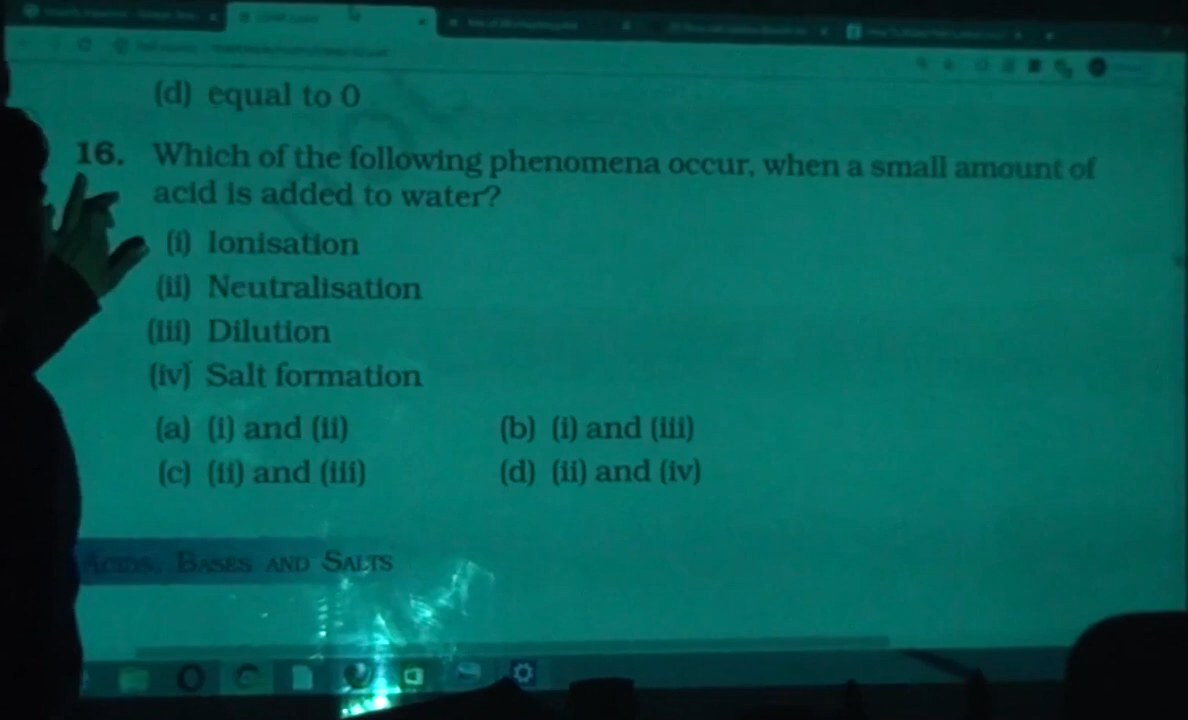 (d) equal to 0
16. Which of the following phenomena occur, when a small amount of
acid is added to water?
(i) Ionisation
(ii) Neutralisation
(iii) Dilution
(iv) Salt formation
(a) (i) and (ii) (b) (i) and (iii)
(c) (ii) and (iii) (d) (ii) and (iv)
ACIDS, BASES AND SALTS